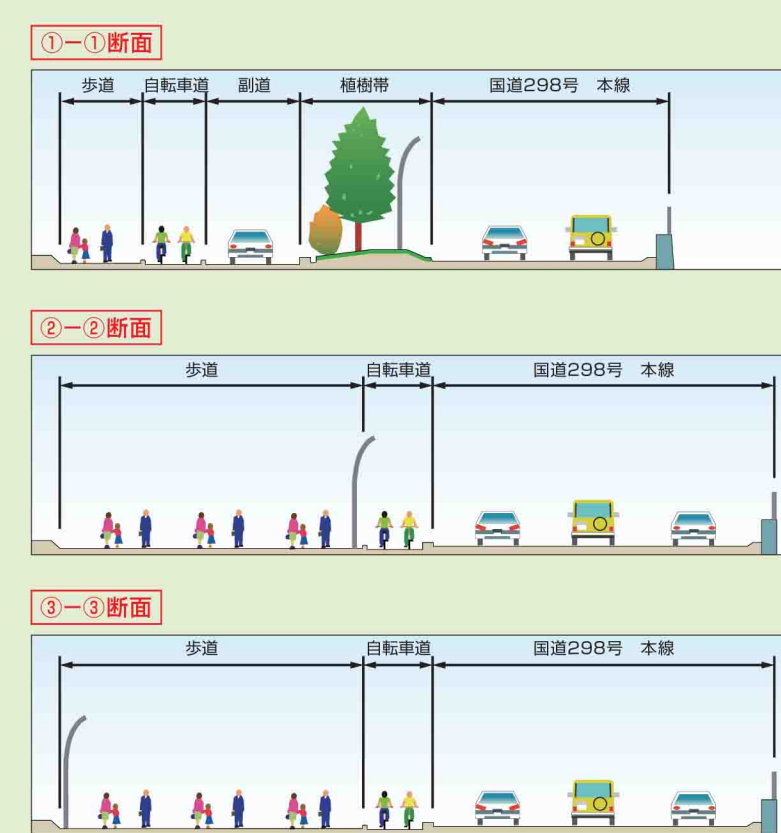 ①ー①断面
歩道 自転車道 副道 植樹帯 国道298号 本線
②ー②断面
歩道 自転車道 国道298号 本線
③ー③断面
歩道 自転車道 国道298号 本線